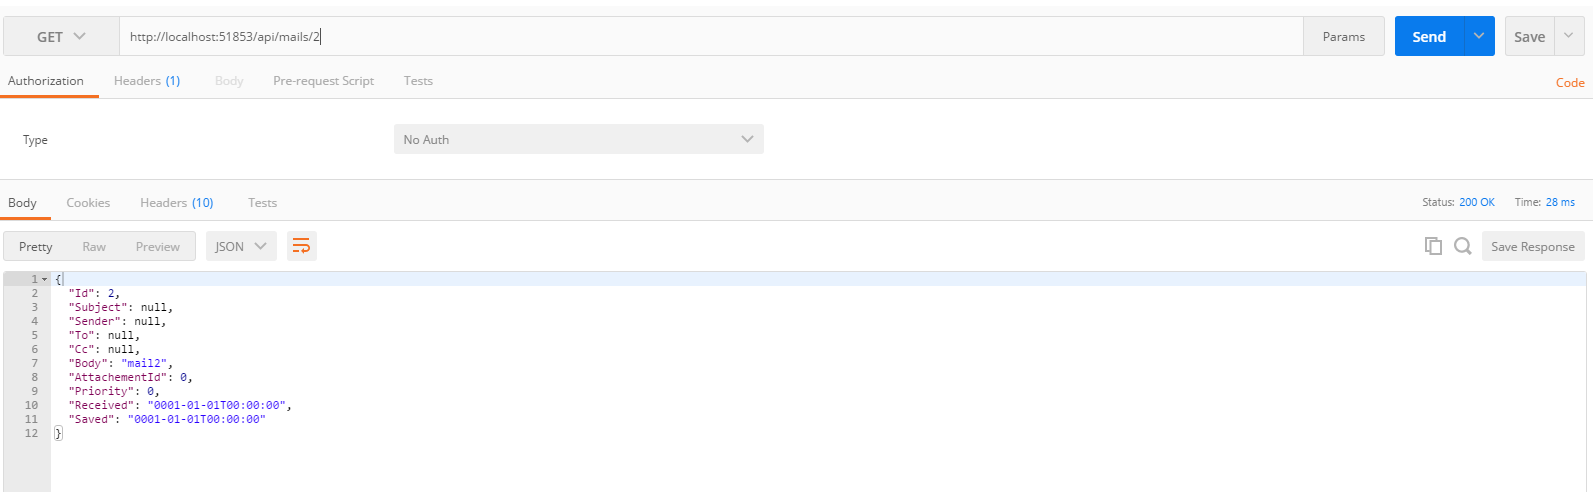 GET http://localhost:51853/api/mails/2 Params Send Save
Authorization Headers (1) Body Pre-request Script Tests Code
Type No Auth
Body Cookies Headers (10) Tests Status: 200 OK Time: 28 ms
Pretty Raw Preview JSON Save Response
1 {
2 "Id": 2,
3 "Subject": null,
4 "Sender": null,
5 "To": null,
6 "Cc": null,
7 "Body": "mail2",
8 "AttachementId": 0,
9 "Priority": 0,
10 "Received": "0001-01-01T00:00:00",
11 "Saved": "0001-01-01T00:00:00"
12 }